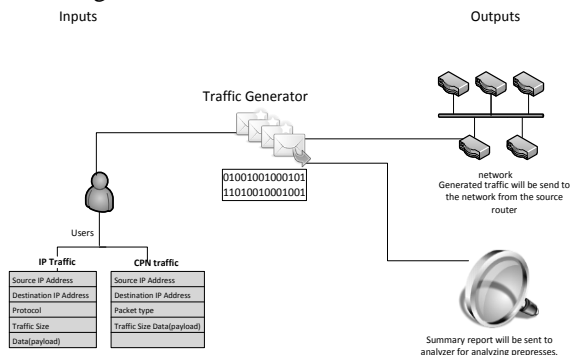 Inputs
Outputs
Traffic Generator
01001001000101
11010010001001
network
Generated traffic will be send to
the network from the source
router
Users
IP Traffic
Source IP Address
Destination IP Address
Protocol
Traffic Size
Data(payload)
CPN traffic
Source IP Address
Destination IP Address
Packet type
Traffic Size Data(payload)
Summary report will be sent to
analyzer for analyzing prepresses.